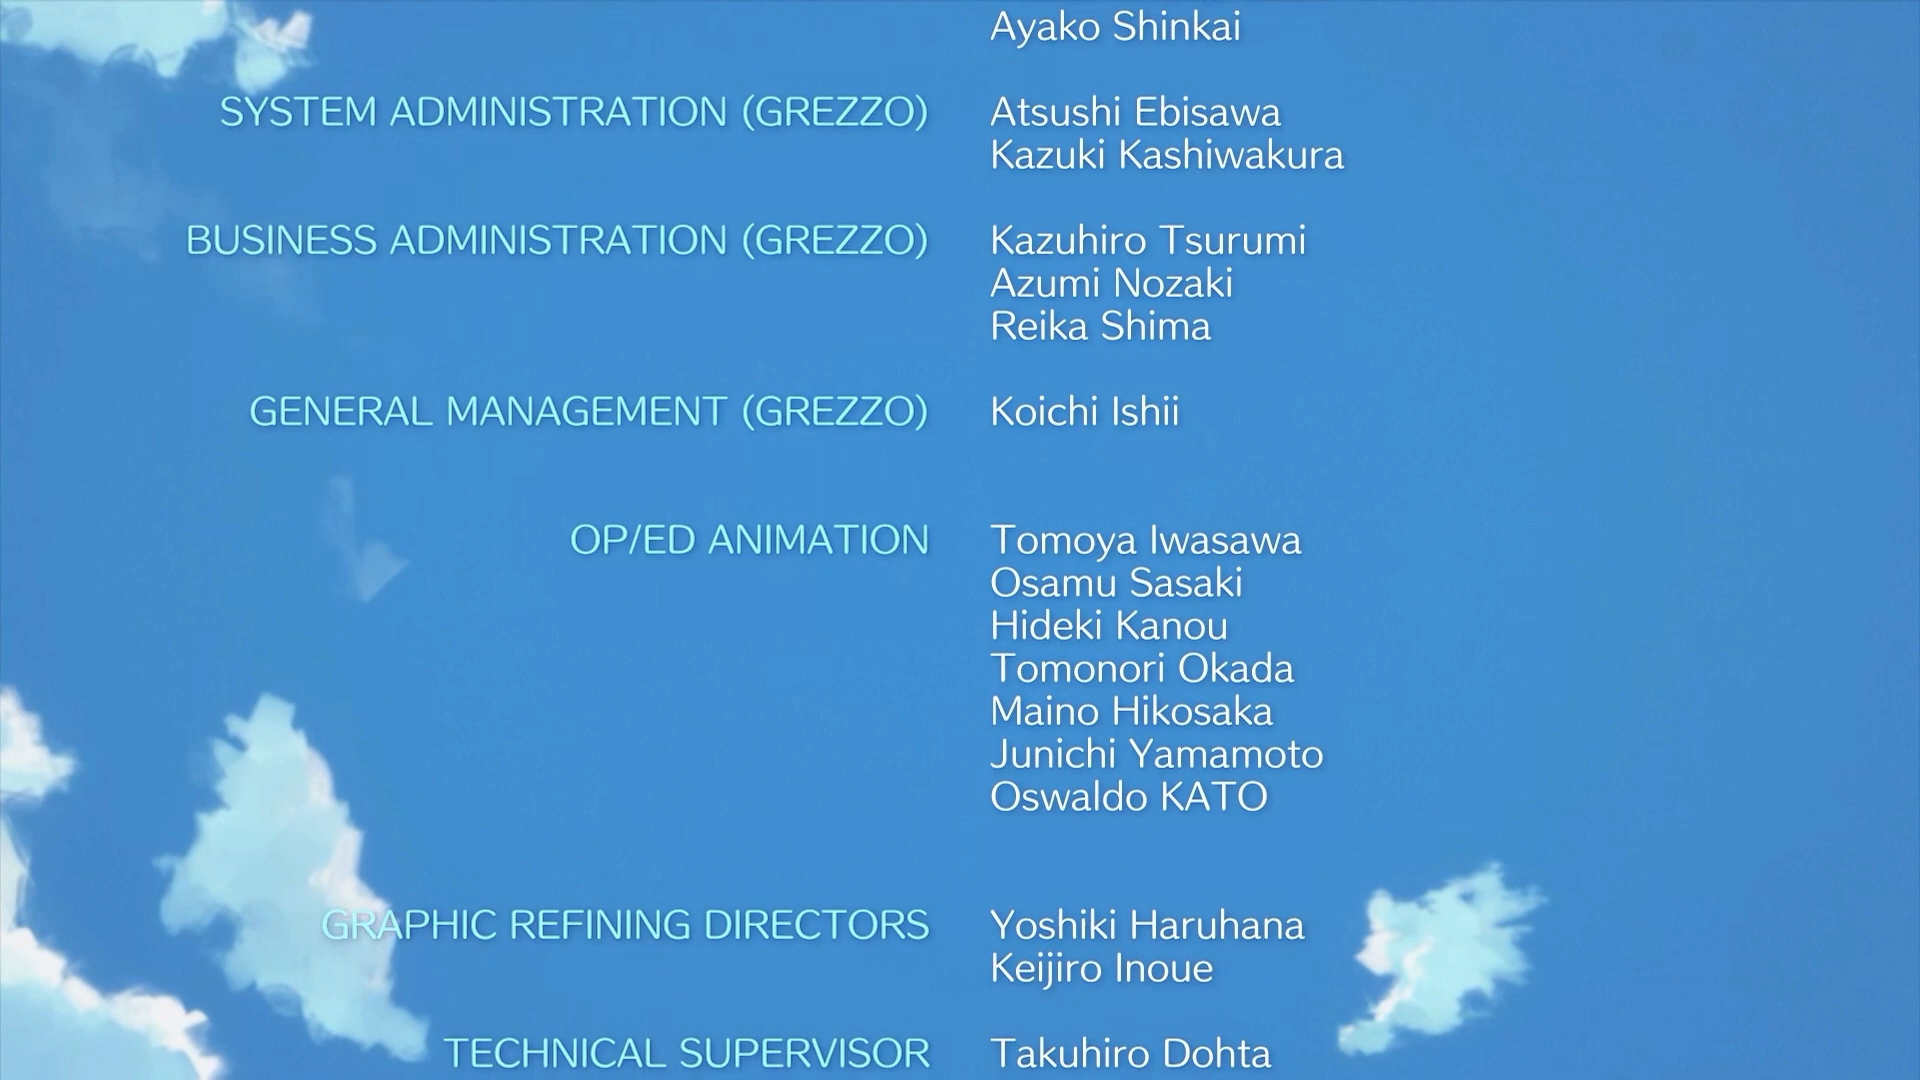 Ayako Shinkai
SYSTEM ADMINISTRATION (GREZZO) Atsushi Ebisawa
Kazuki Kashiwakura
BUSINESS ADMINISTRATION (GREZZO) Kazuhiro Tsurumi
Azumi Nozaki
Reika Shima
GENERAL MANAGEMENT (GREZZO) Koichi Ishii
OP/ED ANIMATION Tomoya Iwasawa
Osamu Sasaki
Hideki Kanou
Tomonori Okada
Maino Hikosaka
Junichi Yamamoto
Oswaldo KATO
GRAPHIC REFINING DIRECTORS Yoshiki Haruhana
Keijiro Inoue
TECHNICAL SUPERVISOR Takuhiro Dohta